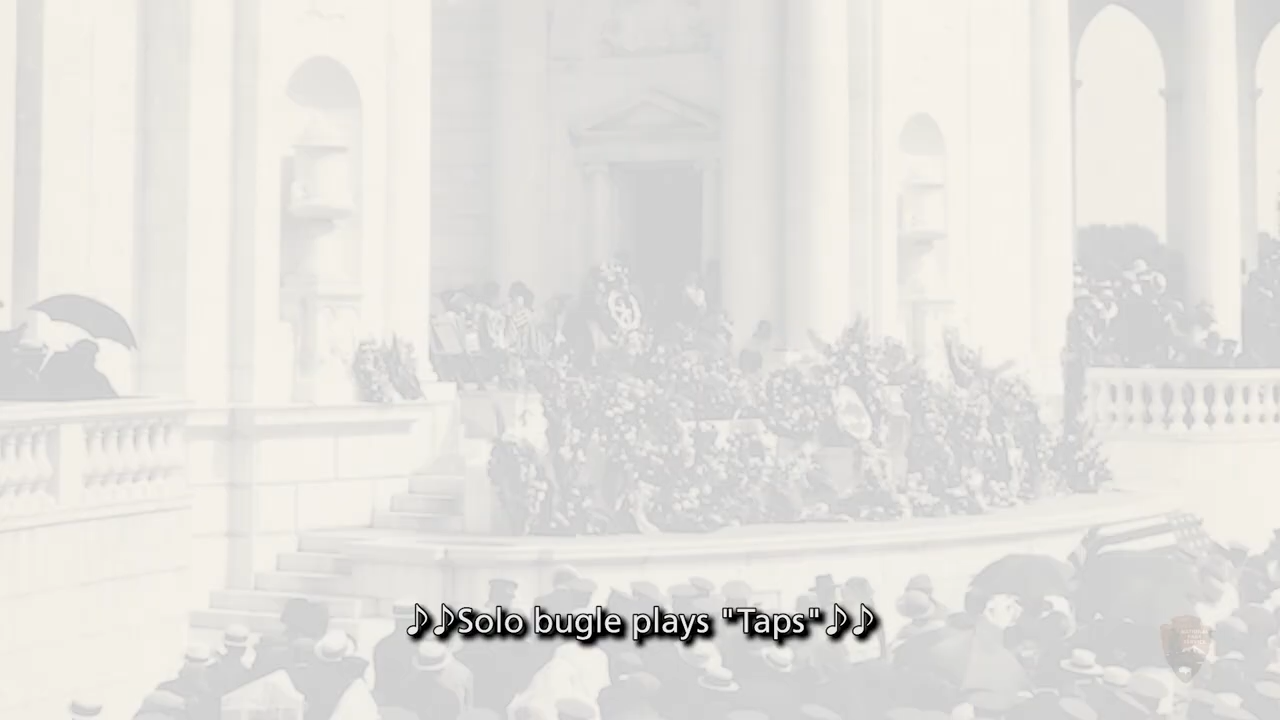 ♪♪Solo bugle plays "Taps"♪♪